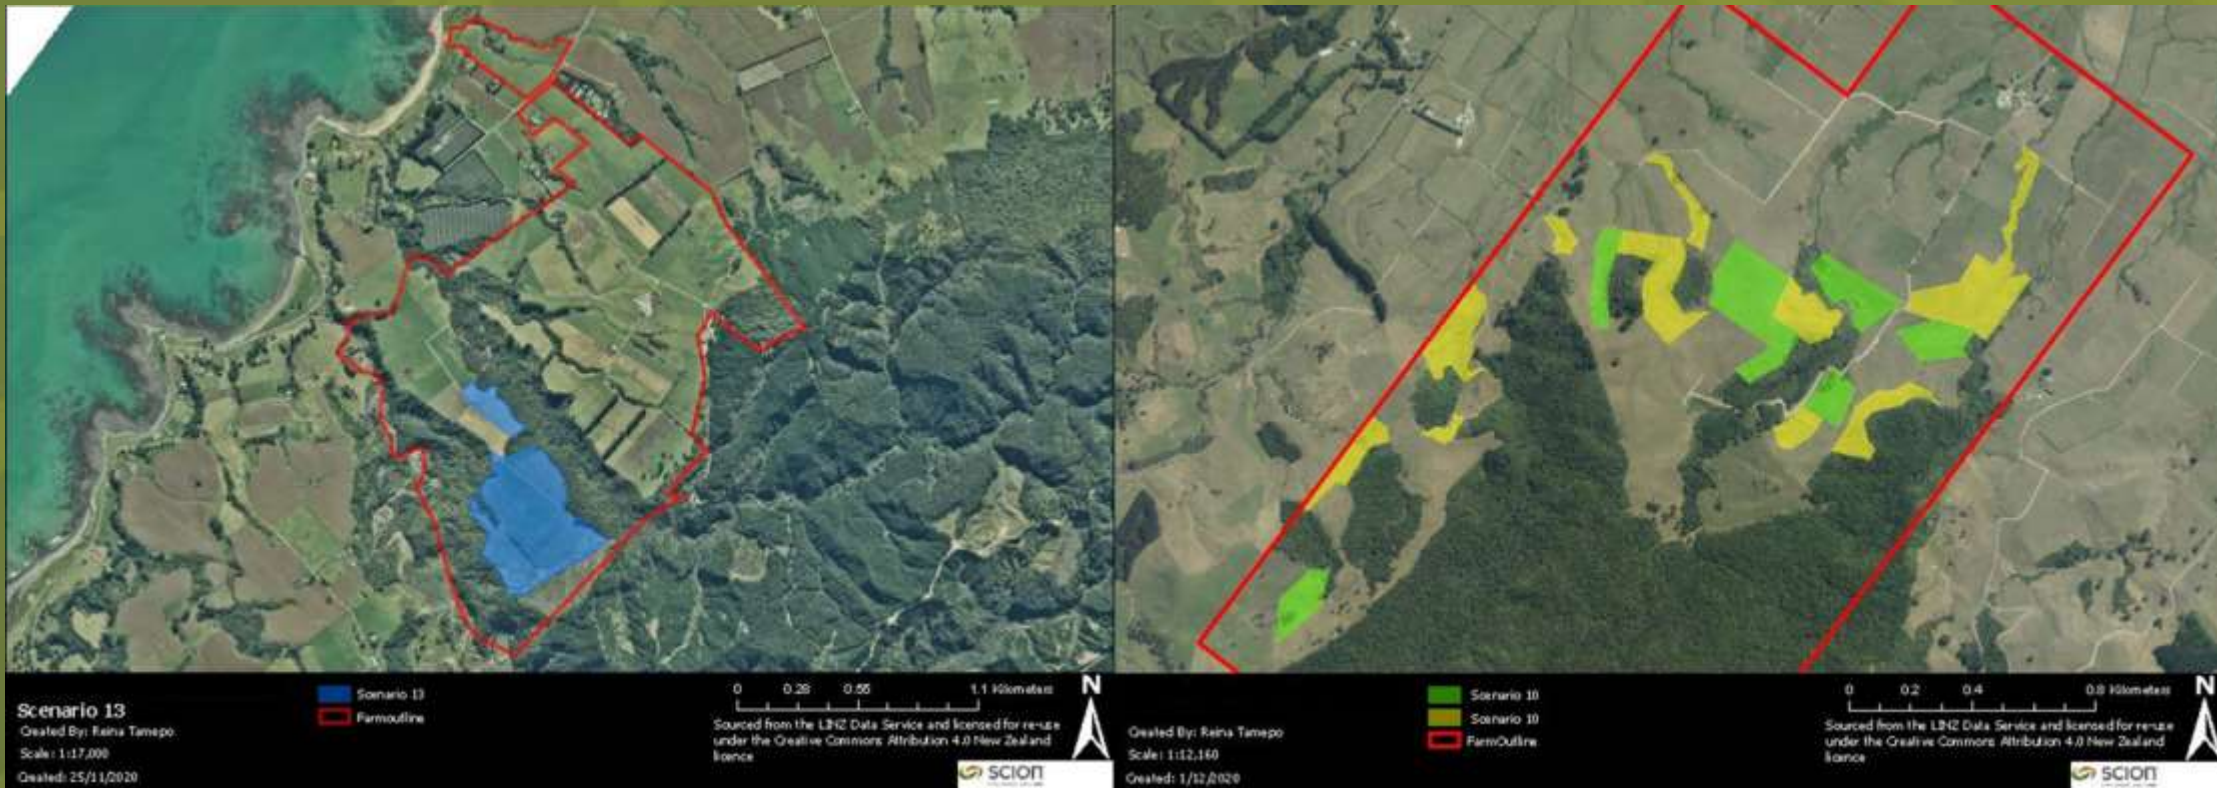 Scenario 13
Created By: Reina Tamepo
Scale: 1:17,000
Created: 25/11/2020
Scenario 13
Farmoutline
0 0.28 0.55 1.1 Kilometers
Sourced from the LINZ Data Service and licensed for re-use
under the Creative Commons Attribution 4.0 New Zealand
licence
N
SCION
Created By: Reina Tamepo
Scale: 1:12,160
Created: 1/12/2020
Scenario 10
Scenario 10
FarmOutline
0 0.2 0.4 0.8 Kilometers
Sourced from the LINZ Data Service and licensed for re-use
under the Creative Commons Attribution 4.0 New Zealand
licence
N
SCION